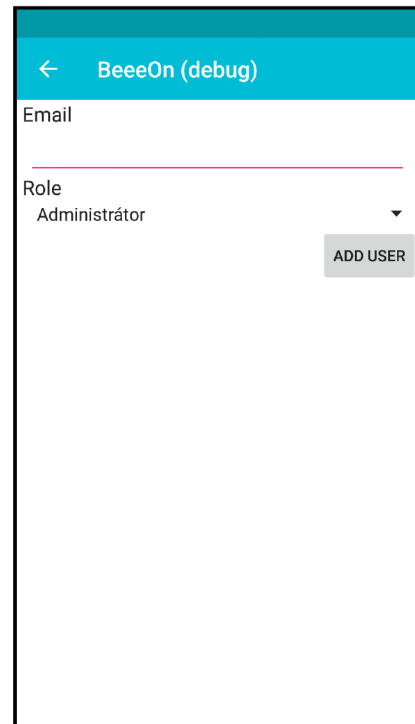 BeeeOn (debug)
Email
Role
Administrátor
ADD USER